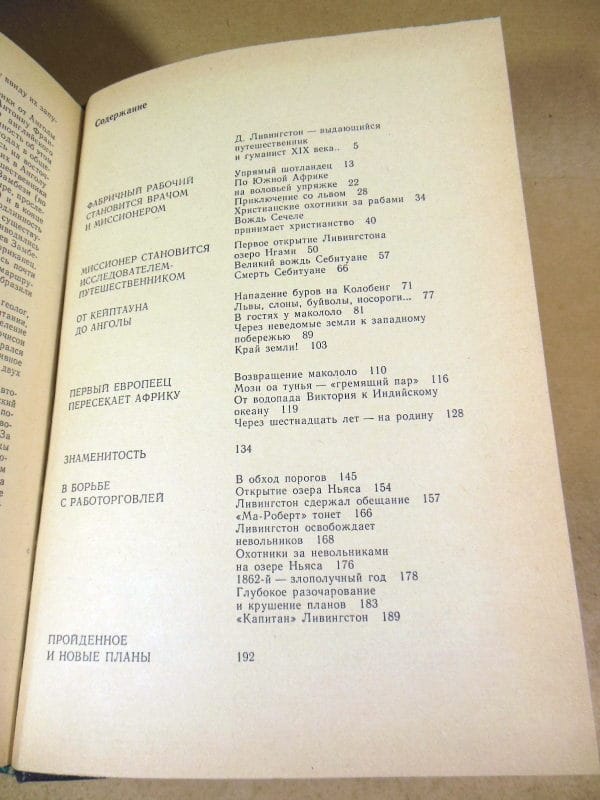 ввиду их
Содержание
Д. Ливингстон — выдающийся
путешественник
и гуманист XIX века.. 5
ФАБРИЧНЫЙ РАБОЧИЙ
СТАНОВИТСЯ ВРАЧОМ
И МИССИОНЕРОМ
Упрямый шотландец 13
По Южной Африке
на воловьей упряжке 22
Приключение со львом 28
Христианские охотники за рабами 34
Вождь Сечеле
принимает христианство 40
МИССИОНЕР СТАНОВИТСЯ
ИССЛЕДОВАТЕЛЕМ-
ПУТЕШЕСТВЕННИКОМ
Первое открытие Ливингстона
озеро Нгами 50
Великий вождь Себитуане 57
Смерть Себитуане 66
ОТ КЕЙПТАУНА
ДО АНГОЛЫ
Нападение буров на Колобенг 71
Львы, слоны, буйволы, носороги... 77
В гостях у макололо 81
Через неведомые земли к западному
побережью 89
Край земли! 103
ПЕРВЫЙ ЕВРОПЕЕЦ
ПЕРЕСЕКАЕТ АФРИКУ
Возвращение макололо 110
Мози оа тунья — «гремящий пар» 116
От водопада Виктория к Индийскому
океану 119
Через шестнадцать лет — на родину 128
ЗНАМЕНИТОСТЬ
134
В БОРЬБЕ
С РАБОТОРГОВЛЕЙ
В обход порогов 145
Открытие озера Ньяса 154
Ливингстон сдержал обещание 157
«Ма-Роберт» тонет 166
Ливингстон освобождает
невольников 168
Охотники за невольниками
на озере Ньяса 176
1862-й — злополучный год 178
Глубокое разочарование
и крушение планов 183
«Капитан» Ливингстон 189
ПРОЙДЕННОЕ
И НОВЫЕ ПЛАНЫ
192